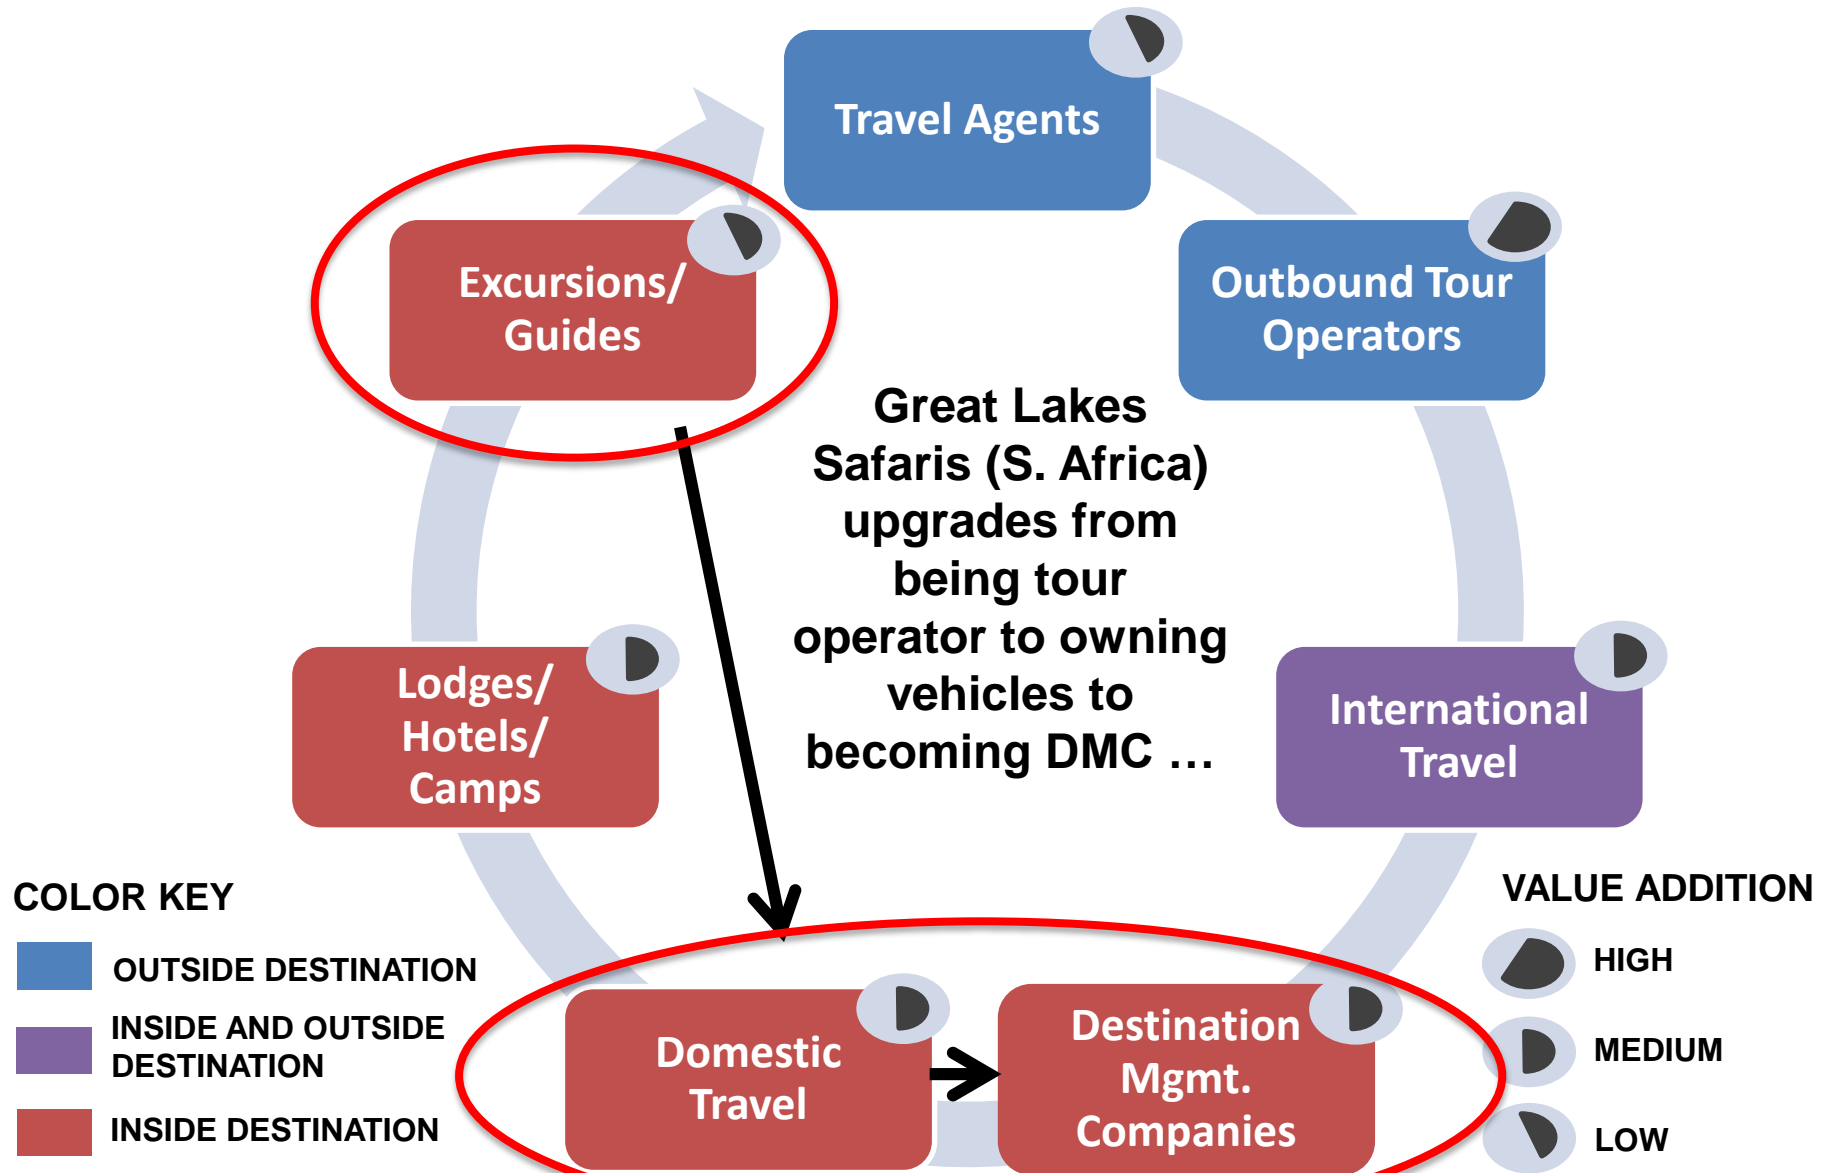 Travel Agents
Outbound Tour
Operators
International
Travel
Destination
Mgmt.
Companies
Domestic
Travel
Lodges/
Hotels/
Camps
Excursions/
Guides
Great Lakes
Safaris (S. Africa)
upgrades from
being tour
operator to owning
vehicles to
becoming DMC …
COLOR KEY
OUTSIDE DESTINATION
INSIDE AND OUTSIDE
DESTINATION
INSIDE DESTINATION
VALUE ADDITION
HIGH
MEDIUM
LOW